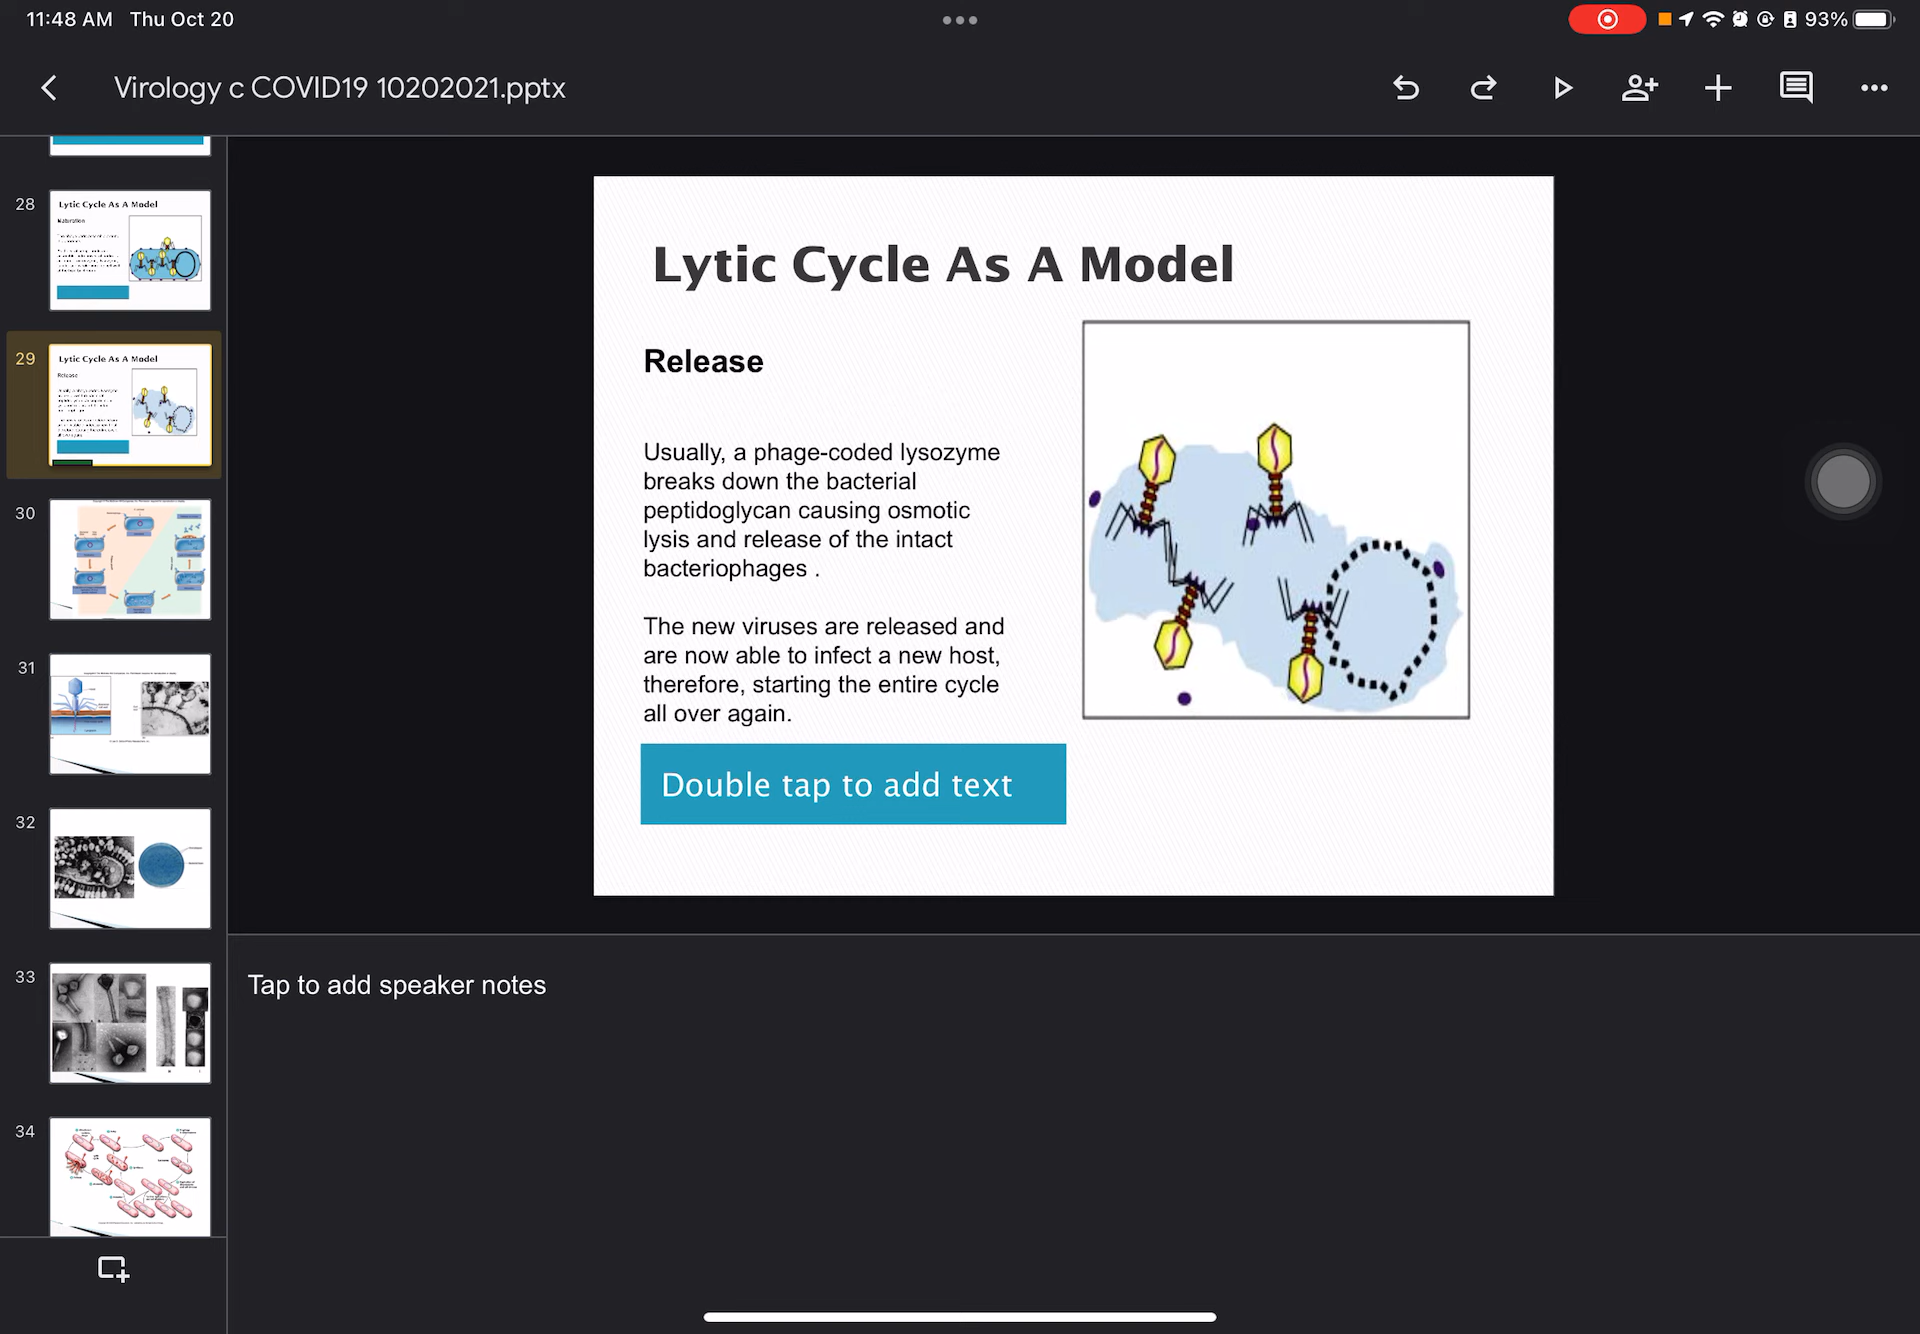 11:48 AM Thu Oct 20
93%
Virology c COVID19 10202021.pptx
28
Lytic Cycle As A Model
Maturation
29
Lytic Cycle As A Model
Release
30
31
32
33
34
Lytic Cycle As A Model
Release
Usually, a phage-coded lysozyme
breaks down the bacterial
peptidoglycan causing osmotic
lysis and release of the intact
bacteriophages .
The new viruses are released and
are now able to infect a new host,
therefore, starting the entire cycle
all over again.
Double tap to add text
Tap to add speaker notes